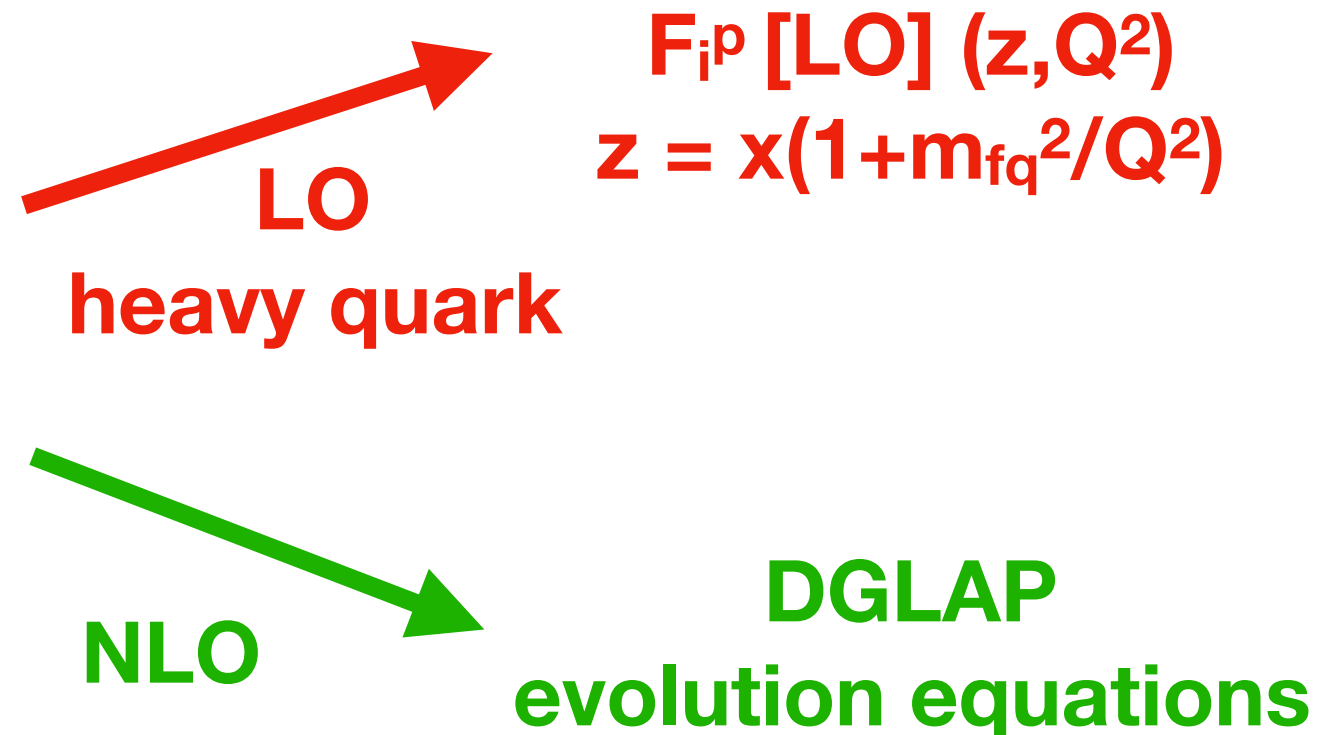 Fᵢᵖ [LO] (z,Q²)
z = x(1+m_fq²/Q²)
LO
heavy quark
DGLAP
NLO
evolution equations